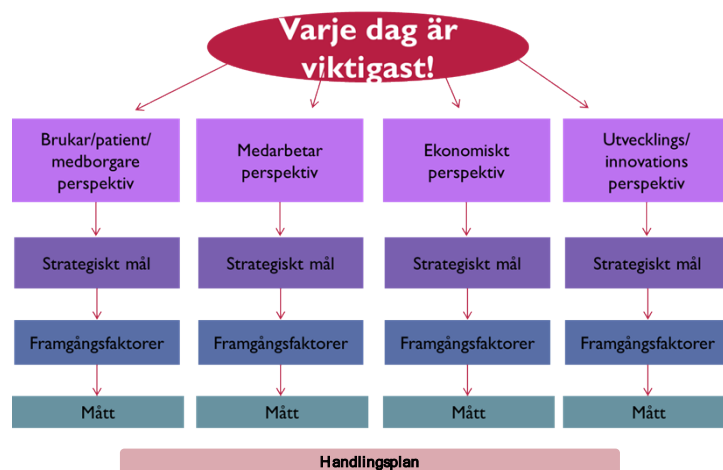 Varje dag är
viktigast!
Brukar/patient/
medborgare
perspektiv
Medarbetar
perspektiv
Ekonomiskt
perspektiv
Utvecklings/
innovations
perspektiv
Strategiskt mål
Strategiskt mål
Strategiskt mål
Strategiskt mål
Framgångsfaktorer
Framgångsfaktorer
Framgångsfaktorer
Framgångsfaktorer
Mått
Mått
Mått
Mått
Handlingsplan